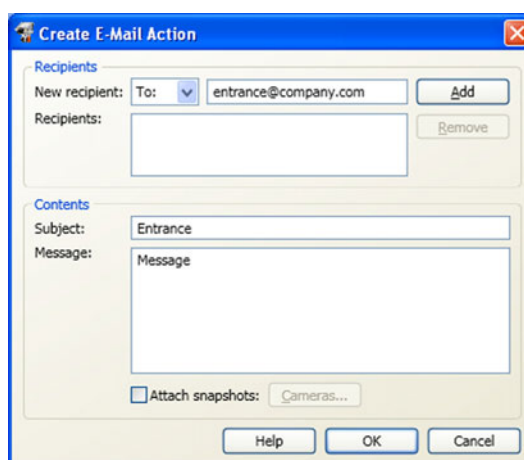 Create E-Mail Action
Recipients
New recipient: To: entrance@company.com Add
Recipients: Remove
Contents
Subject: Entrance
Message: Message
Attach snapshots: Cameras...
Help OK Cancel